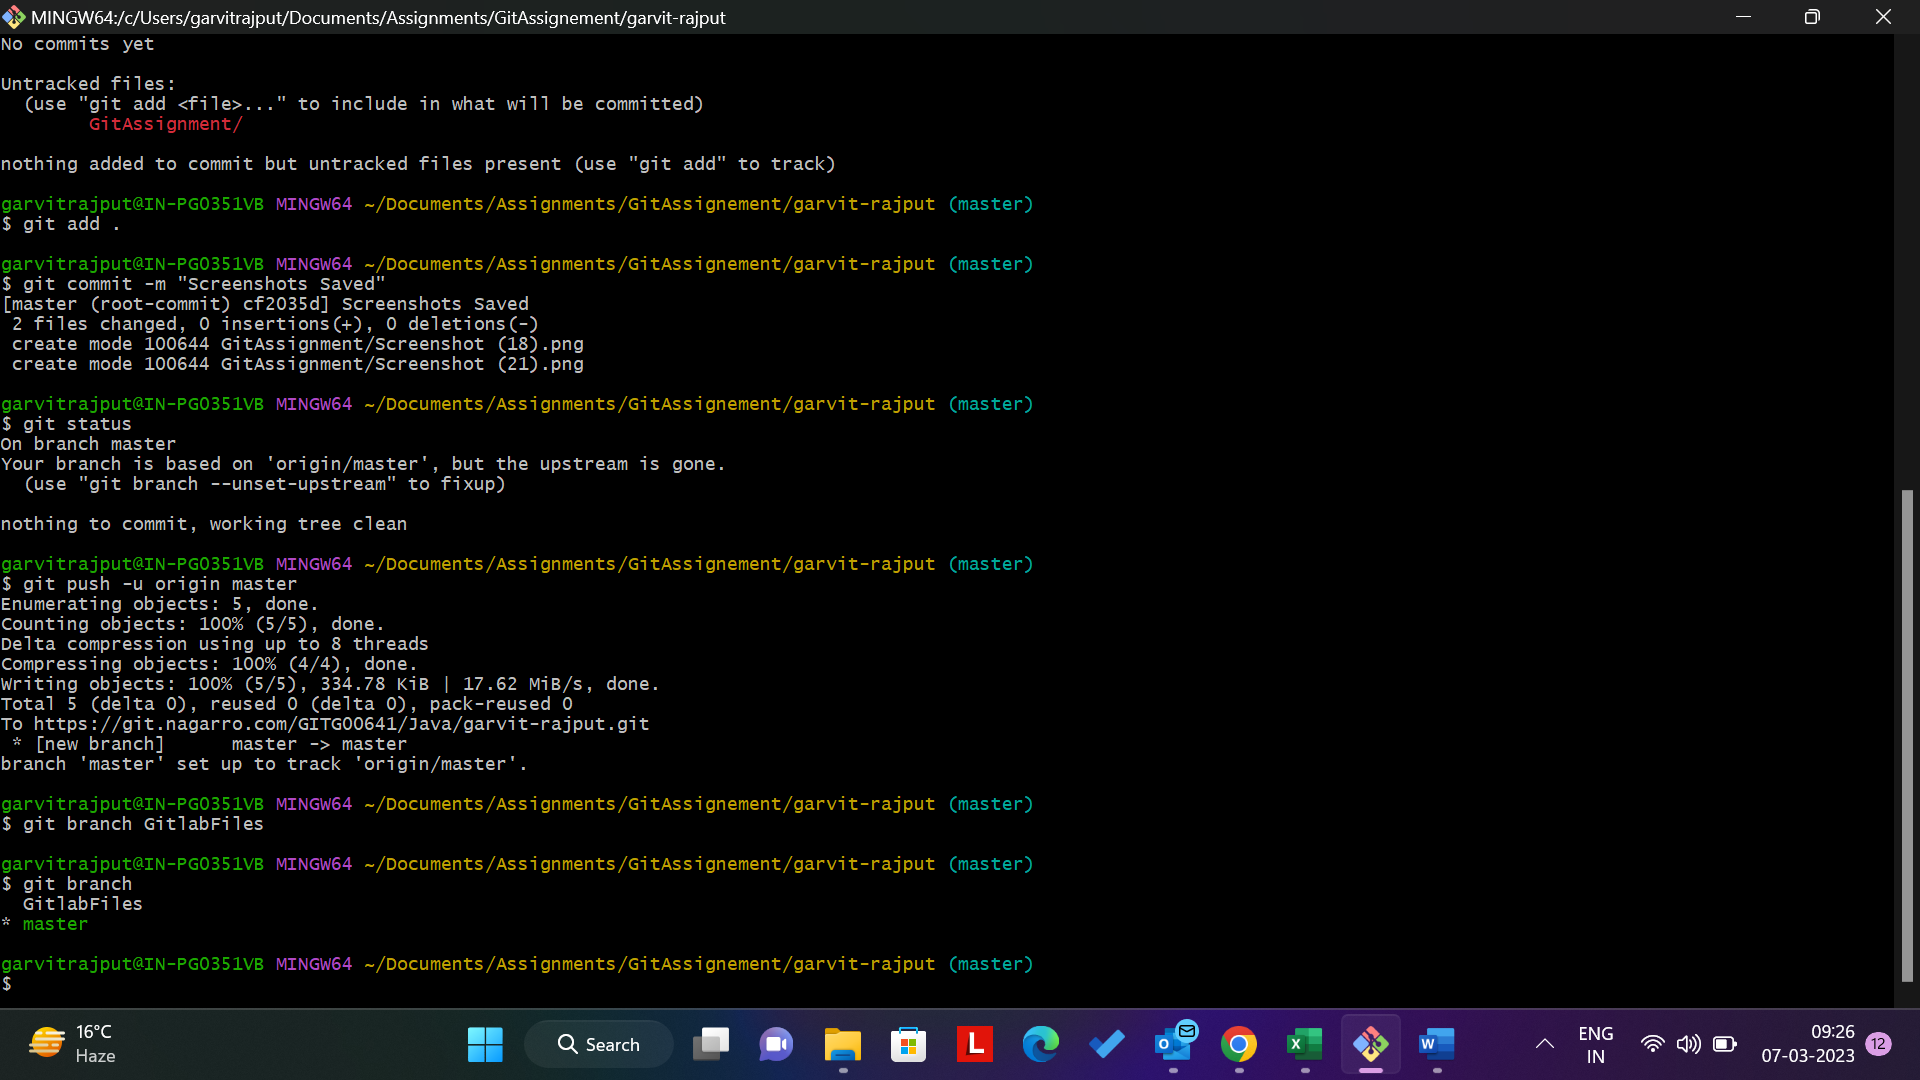 MINGW64:/c/Users/garvitrajput/Documents/Assignments/GitAssignement/garvit-rajput
No commits yet
Untracked files:
  (use "git add <file>..." to include in what will be committed)
        GitAssignment/
nothing added to commit but untracked files present (use "git add" to track)
garvitrajput@IN-PG0351VB MINGW64 ~/Documents/Assignments/GitAssignement/garvit-rajput (master)
$ git add .
garvitrajput@IN-PG0351VB MINGW64 ~/Documents/Assignments/GitAssignement/garvit-rajput (master)
$ git commit -m "Screenshots Saved"
[master (root-commit) cf2035d] Screenshots Saved
 2 files changed, 0 insertions(+), 0 deletions(-)
 create mode 100644 GitAssignment/Screenshot (18).png
 create mode 100644 GitAssignment/Screenshot (21).png
garvitrajput@IN-PG0351VB MINGW64 ~/Documents/Assignments/GitAssignement/garvit-rajput (master)
$ git status
On branch master
Your branch is based on 'origin/master', but the upstream is gone.
  (use "git branch --unset-upstream" to fixup)
nothing to commit, working tree clean
garvitrajput@IN-PG0351VB MINGW64 ~/Documents/Assignments/GitAssignement/garvit-rajput (master)
$ git push -u origin master
Enumerating objects: 5, done.
Counting objects: 100% (5/5), done.
Delta compression using up to 8 threads
Compressing objects: 100% (4/4), done.
Writing objects: 100% (5/5), 334.78 KiB | 17.62 MiB/s, done.
Total 5 (delta 0), reused 0 (delta 0), pack-reused 0
To https://git.nagarro.com/GITG00641/Java/garvit-rajput.git
 * [new branch]      master -> master
branch 'master' set up to track 'origin/master'.
garvitrajput@IN-PG0351VB MINGW64 ~/Documents/Assignments/GitAssignement/garvit-rajput (master)
$ git branch GitlabFiles
garvitrajput@IN-PG0351VB MINGW64 ~/Documents/Assignments/GitAssignement/garvit-rajput (master)
$ git branch
  GitlabFiles
* master
garvitrajput@IN-PG0351VB MINGW64 ~/Documents/Assignments/GitAssignement/garvit-rajput (master)
$
16°C
Haze
Search
L
O
X
W
ENG
IN
09:26
07-03-2023
12